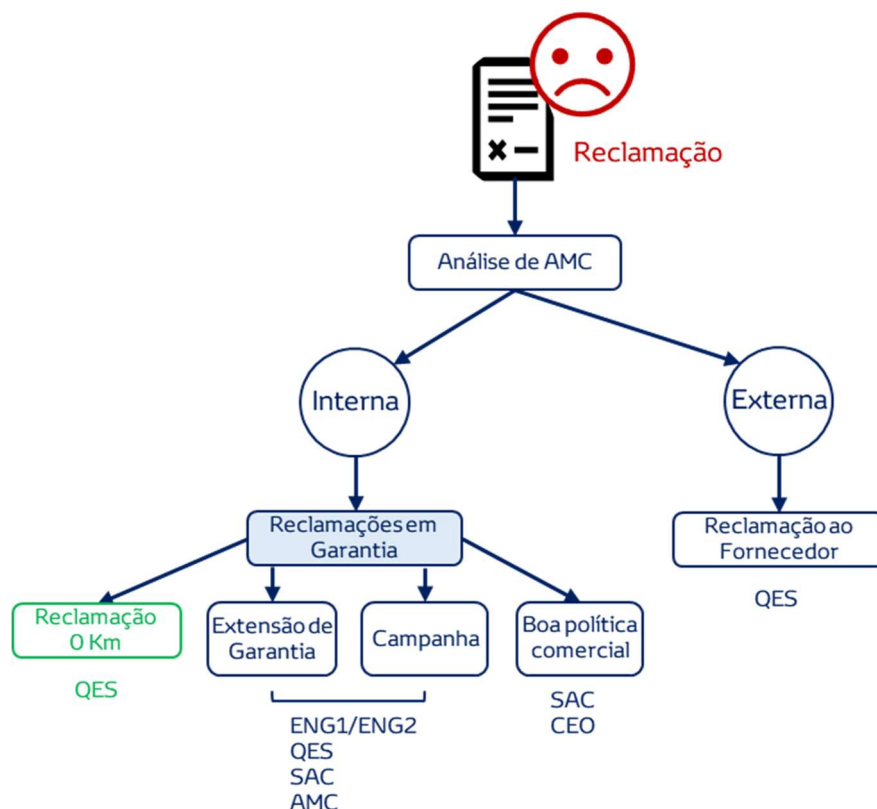 Reclamação
Análise de AMC
Interna
Externa
Reclamações em
Garantia
Reclamação ao
Fornecedor
QES
Reclamação
0 Km
QES
Extensão de
Garantia
Campanha
Boa política
comercial
ENG1/ENG2
QES
SAC
AMC
SAC
CEO